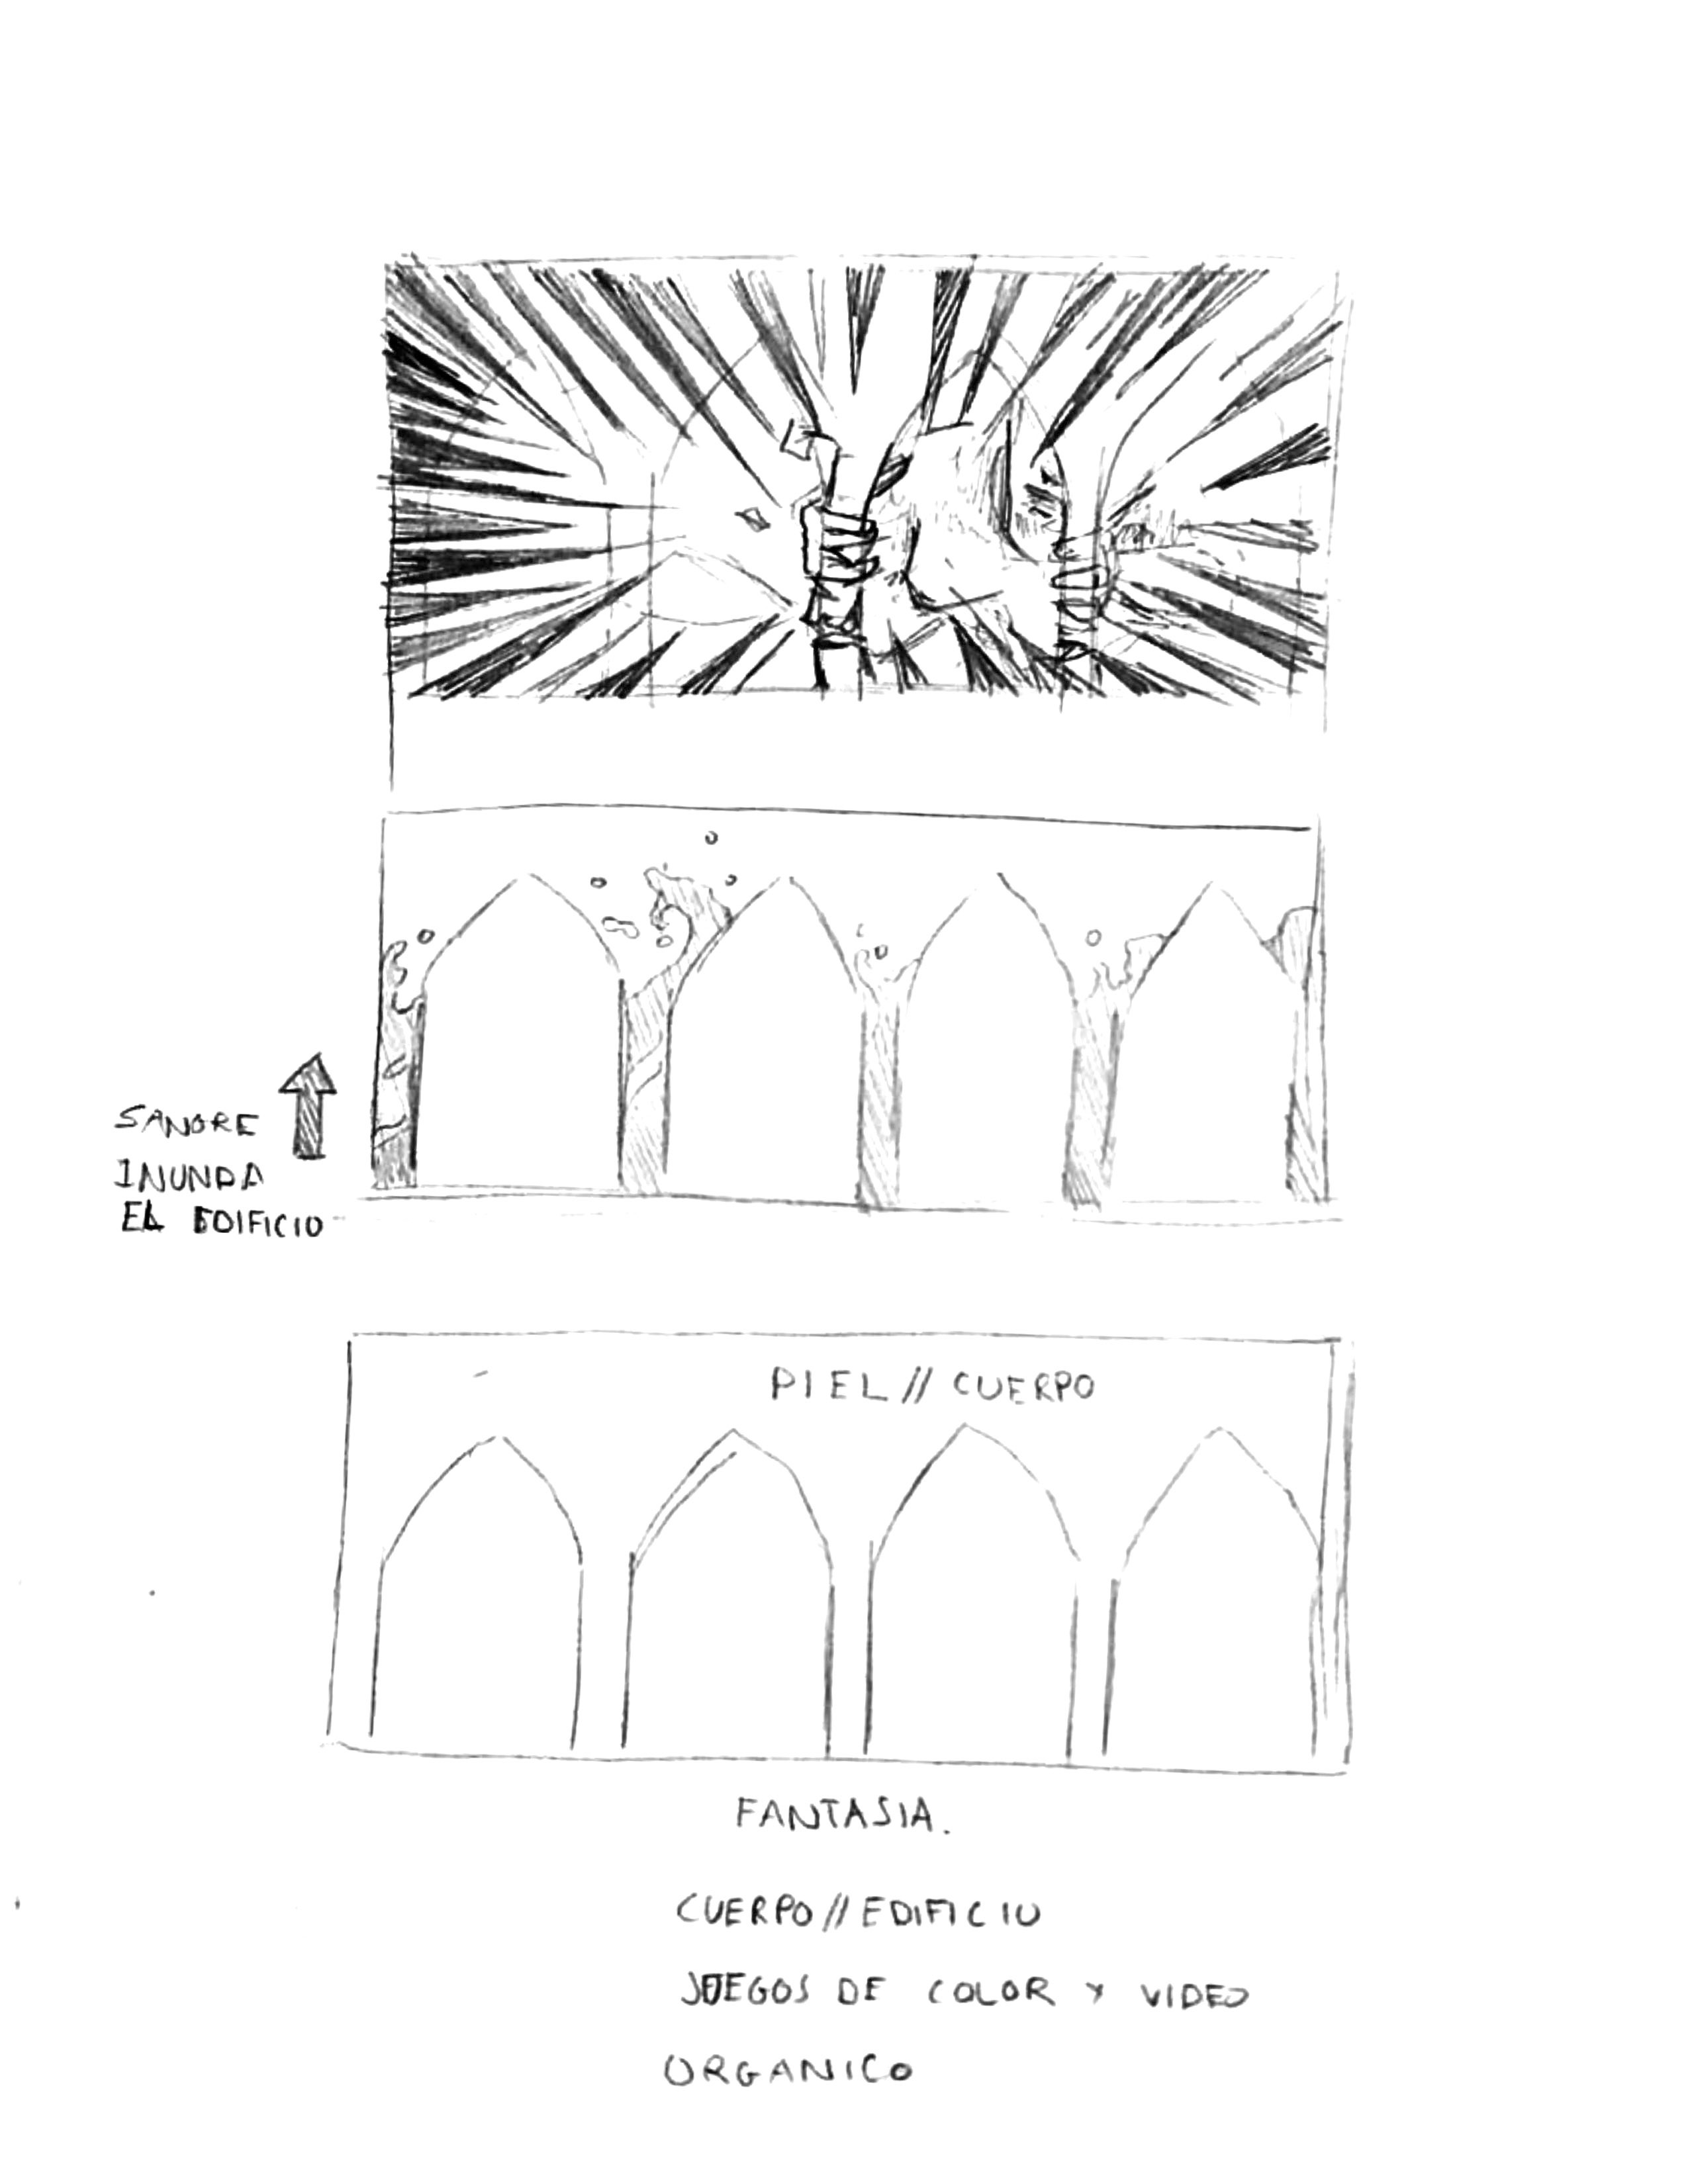 SANGRE
INUNDA
EL EDIFICIO
PIEL // CUERPO
FANTASIA.
CUERPO // EDIFICIO
JUEGOS DE COLOR Y VIDEO
ORGANICO